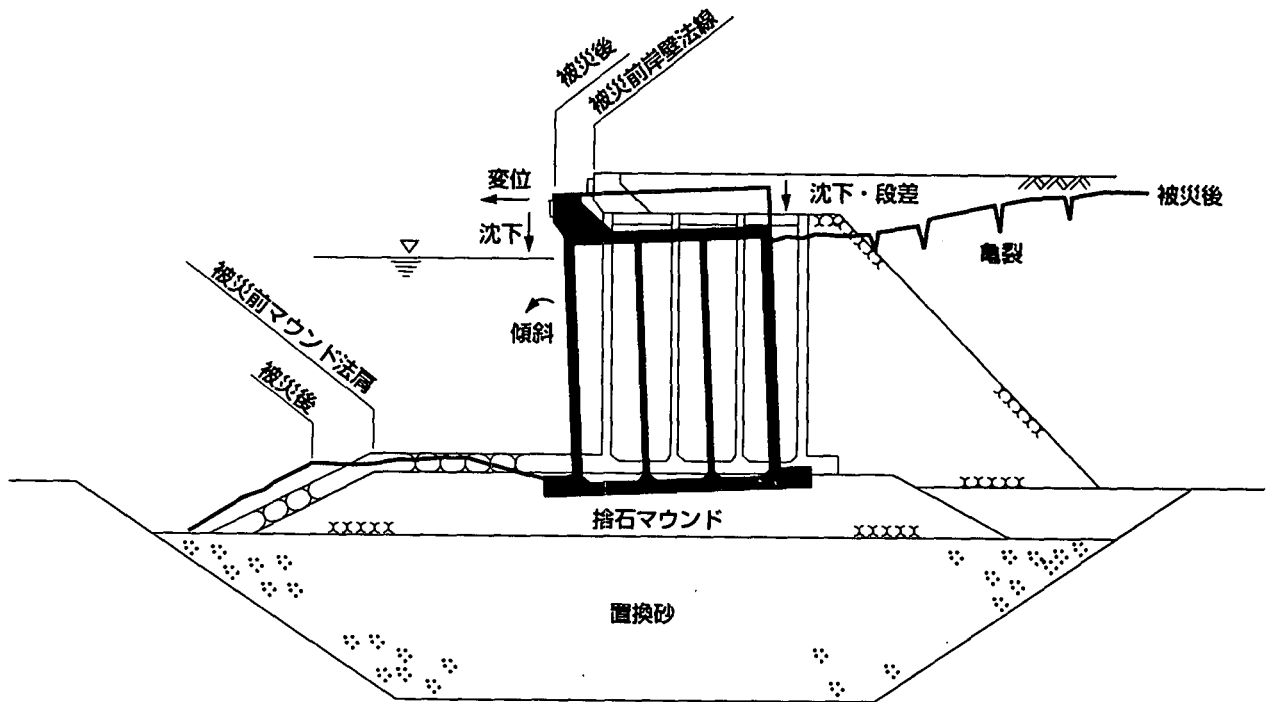 被災後
被災前岸壁法線
変位
沈下・段差
被災後
沈下
亀裂
被災前マウンド法肩
傾斜
被災後
捨石マウンド
置換砂